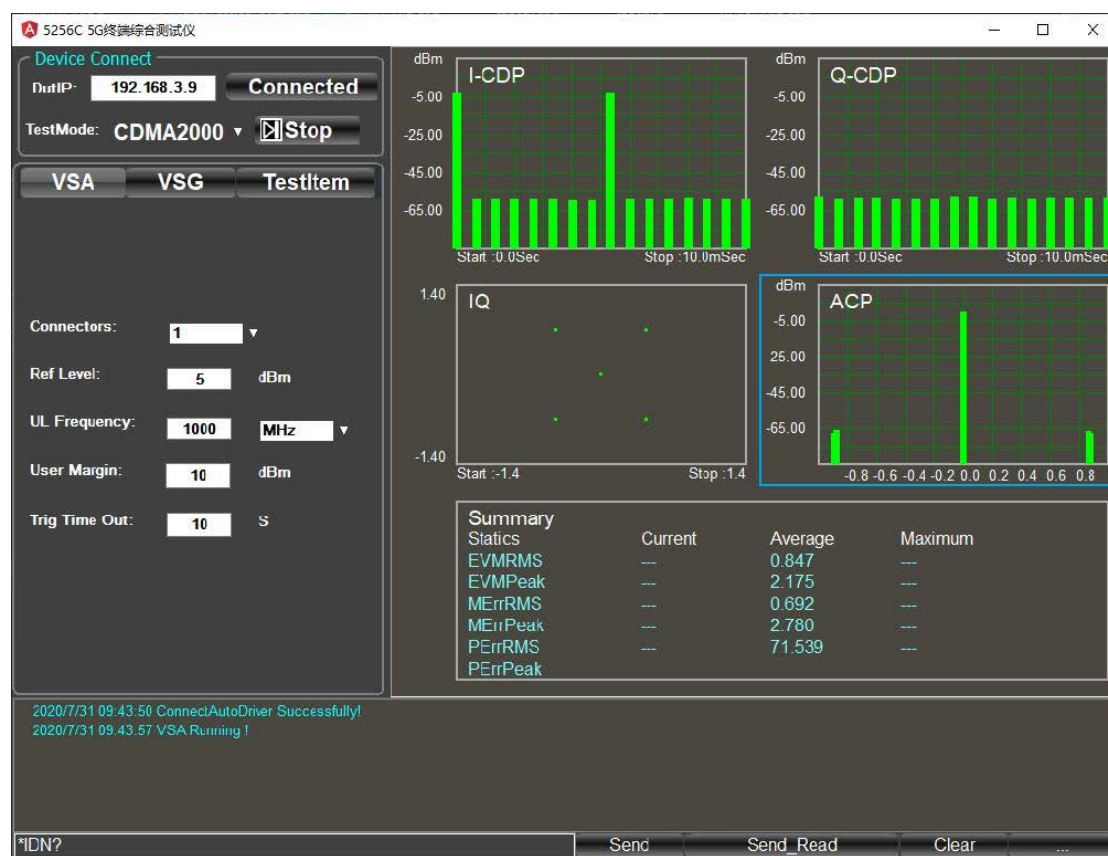 5256C 5G终端综合测试仪
Device Connect
DutIP: 192.168.3.9 Connected
TestMode: CDMA2000 Stop
VSA VSG TestItem
Connectors: 1
Ref Level: 5 dBm
UL Frequency: 1000 MHz
User Margin: 10 dBm
Trig Time Out: 10 S
dBm
I-CDP
-5.00
-25.00
-45.00
-65.00
Start :0.0Sec Stop :10.0mSec
dBm
Q-CDP
-5.00
-25.00
-45.00
-65.00
Start :0.0Sec Stop :10.0mSec
1.40
IQ
-1.40
Start :-1.4 Stop :1.4
dBm
ACP
-5.00
25.00
-45.00
-65.00
-0.8 -0.6 -0.4 -0.2 0.0 0.2 0.4 0.6 0.8
Summary
Statics Current Average Maximum
EVMRMS --- 0.847 ---
EVMPeak --- 2.175 ---
MErrRMS --- 0.692 ---
MErrPeak --- 2.780 ---
PErrRMS --- 71.539 ---
PErrPeak
2020/7/31 09:43:50 ConnectAutoDriver Successfully!
2020/7/31 09:43:57 VSA Running !
*IDN? Send Send_Read Clear ...